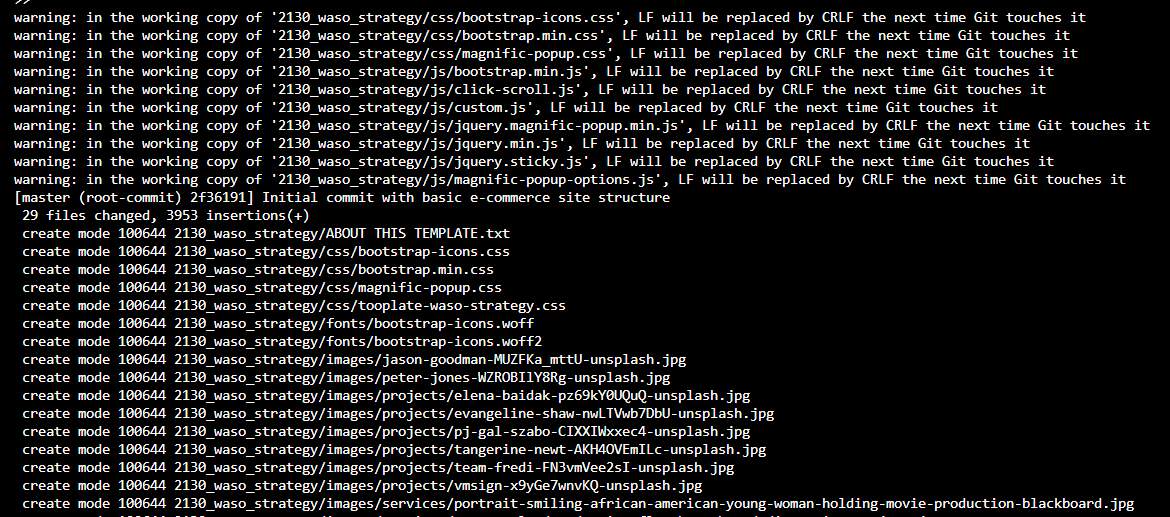 warning: in the working copy of '2130_waso_strategy/css/bootstrap-icons.css', LF will be replaced by CRLF the next time Git touches it
warning: in the working copy of '2130_waso_strategy/css/bootstrap.min.css', LF will be replaced by CRLF the next time Git touches it
warning: in the working copy of '2130_waso_strategy/css/magnific-popup.css', LF will be replaced by CRLF the next time Git touches it
warning: in the working copy of '2130_waso_strategy/js/bootstrap.min.js', LF will be replaced by CRLF the next time Git touches it
warning: in the working copy of '2130_waso_strategy/js/click-scroll.js', LF will be replaced by CRLF the next time Git touches it
warning: in the working copy of '2130_waso_strategy/js/custom.js', LF will be replaced by CRLF the next time Git touches it
warning: in the working copy of '2130_waso_strategy/js/jquery.magnific-popup.min.js', LF will be replaced by CRLF the next time Git touches it
warning: in the working copy of '2130_waso_strategy/js/jquery.min.js', LF will be replaced by CRLF the next time Git touches it
warning: in the working copy of '2130_waso_strategy/js/jquery.sticky.js', LF will be replaced by CRLF the next time Git touches it
warning: in the working copy of '2130_waso_strategy/js/magnific-popup-options.js', LF will be replaced by CRLF the next time Git touches it
[master (root-commit) 2f36191] Initial commit with basic e-commerce site structure
 29 files changed, 3953 insertions(+)
 create mode 100644 2130_waso_strategy/ABOUT THIS TEMPLATE.txt
 create mode 100644 2130_waso_strategy/css/bootstrap-icons.css
 create mode 100644 2130_waso_strategy/css/bootstrap.min.css
 create mode 100644 2130_waso_strategy/css/magnific-popup.css
 create mode 100644 2130_waso_strategy/css/tooplate-waso-strategy.css
 create mode 100644 2130_waso_strategy/fonts/bootstrap-icons.woff
 create mode 100644 2130_waso_strategy/fonts/bootstrap-icons.woff2
 create mode 100644 2130_waso_strategy/images/jason-goodman-MUZFKa_mttU-unsplash.jpg
 create mode 100644 2130_waso_strategy/images/peter-jones-WZROBIlY8Rg-unsplash.jpg
 create mode 100644 2130_waso_strategy/images/projects/elena-baidak-pz69kY0UQuQ-unsplash.jpg
 create mode 100644 2130_waso_strategy/images/projects/evangeline-shaw-nwLTVwb7DbU-unsplash.jpg
 create mode 100644 2130_waso_strategy/images/projects/pj-gal-szabo-CIXXIWxxec4-unsplash.jpg
 create mode 100644 2130_waso_strategy/images/projects/tangerine-newt-AKH4OVEmILc-unsplash.jpg
 create mode 100644 2130_waso_strategy/images/projects/team-fredi-FN3vmVee2sI-unsplash.jpg
 create mode 100644 2130_waso_strategy/images/projects/vmsign-x9yGe7wnvKQ-unsplash.jpg
 create mode 100644 2130_waso_strategy/images/services/portrait-smiling-african-american-young-woman-holding-movie-production-blackboard.jpg